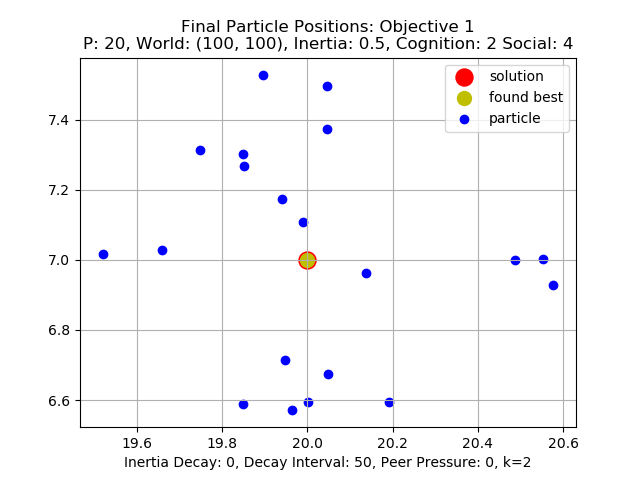 Final Particle Positions: Objective 1
P: 20, World: (100, 100), Inertia: 0.5, Cognition: 2 Social: 4
solution
found best
particle
7.4
7.2
7.0
6.8
6.6
19.6 19.8 20.0 20.2 20.4 20.6
Inertia Decay: 0, Decay Interval: 50, Peer Pressure: 0, k=2